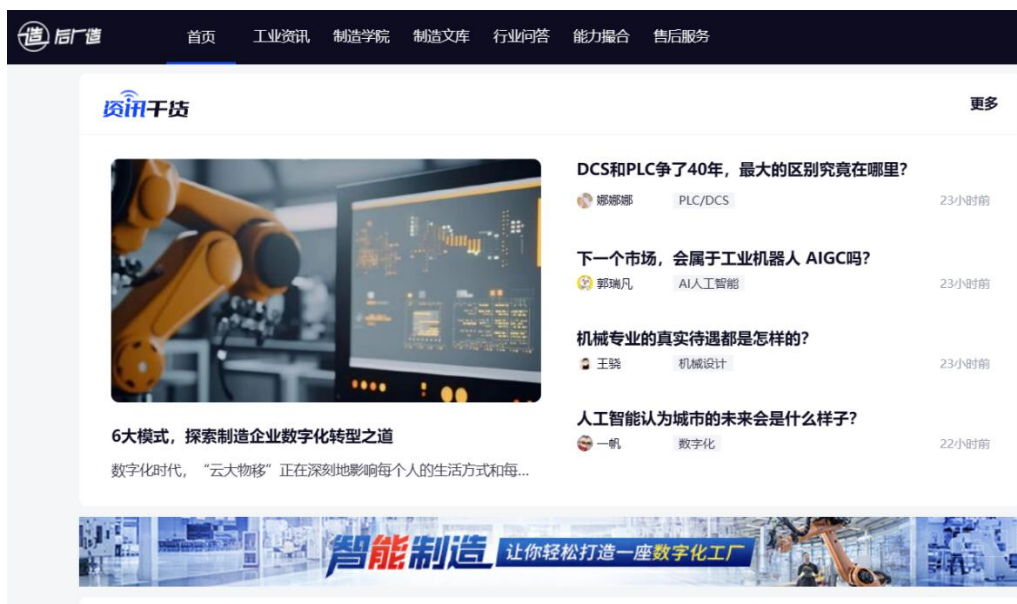 造 后厂造
首页 工业资讯 制造学院 制造文库 行业问答 能力撮合 售后服务
资讯干货 更多
DCS和PLC争了40年，最大的区别究竟在哪里？
娜娜娜 PLC/DCS 23小时前
下一个市场，会属于工业机器人 AIGC吗？
郭瑞凡 AI人工智能 23小时前
机械专业的真实待遇都是怎样的？
王骁 机械设计 23小时前
人工智能认为城市的未来会是什么样子？
一帆 数字化 22小时前
6大模式，探索制造企业数字化转型之道
数字化时代，“云大物移”正在深刻地影响每个人的生活方式和每...
智能制造 让你轻松打造一座数字化工厂